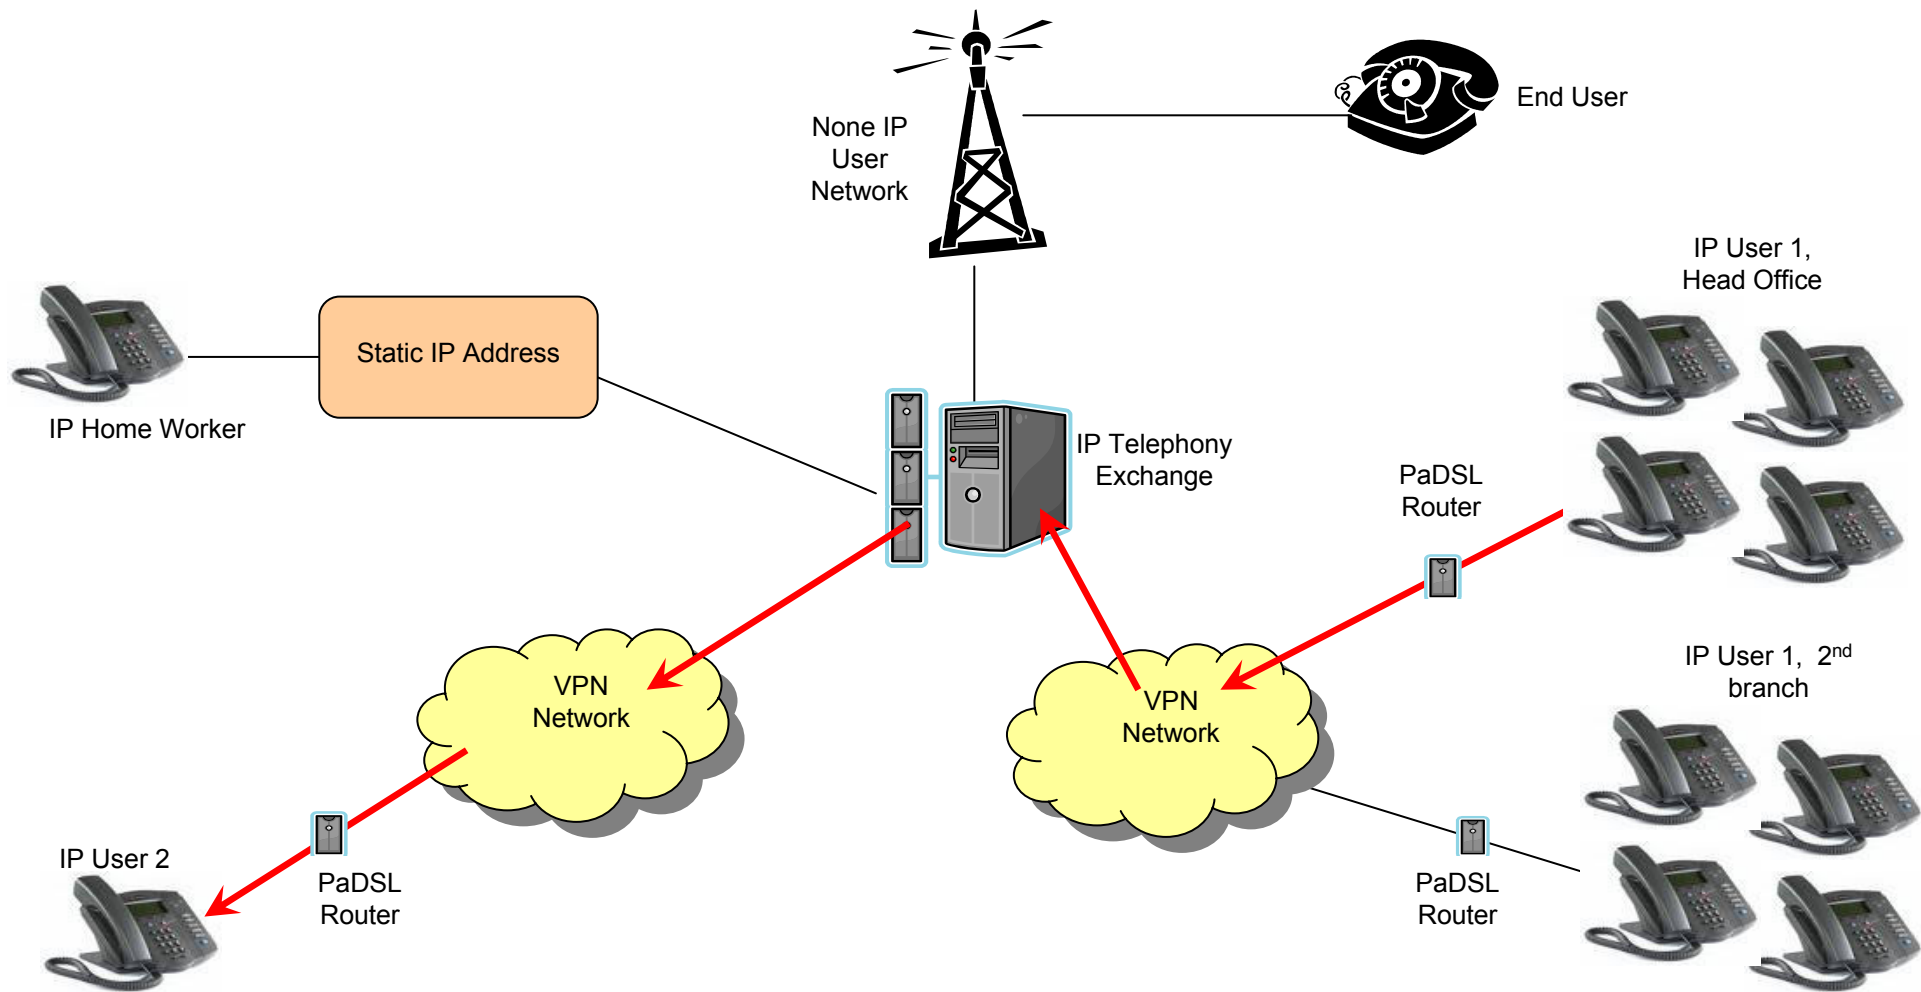 None IP
User
Network
End User
IP User 1,
Head Office
Static IP Address
IP Home Worker
IP Telephony
Exchange
PaDSL
Router
VPN
Network
VPN
Network
IP User 1,  2nd
branch
IP User 2
PaDSL
Router
PaDSL
Router